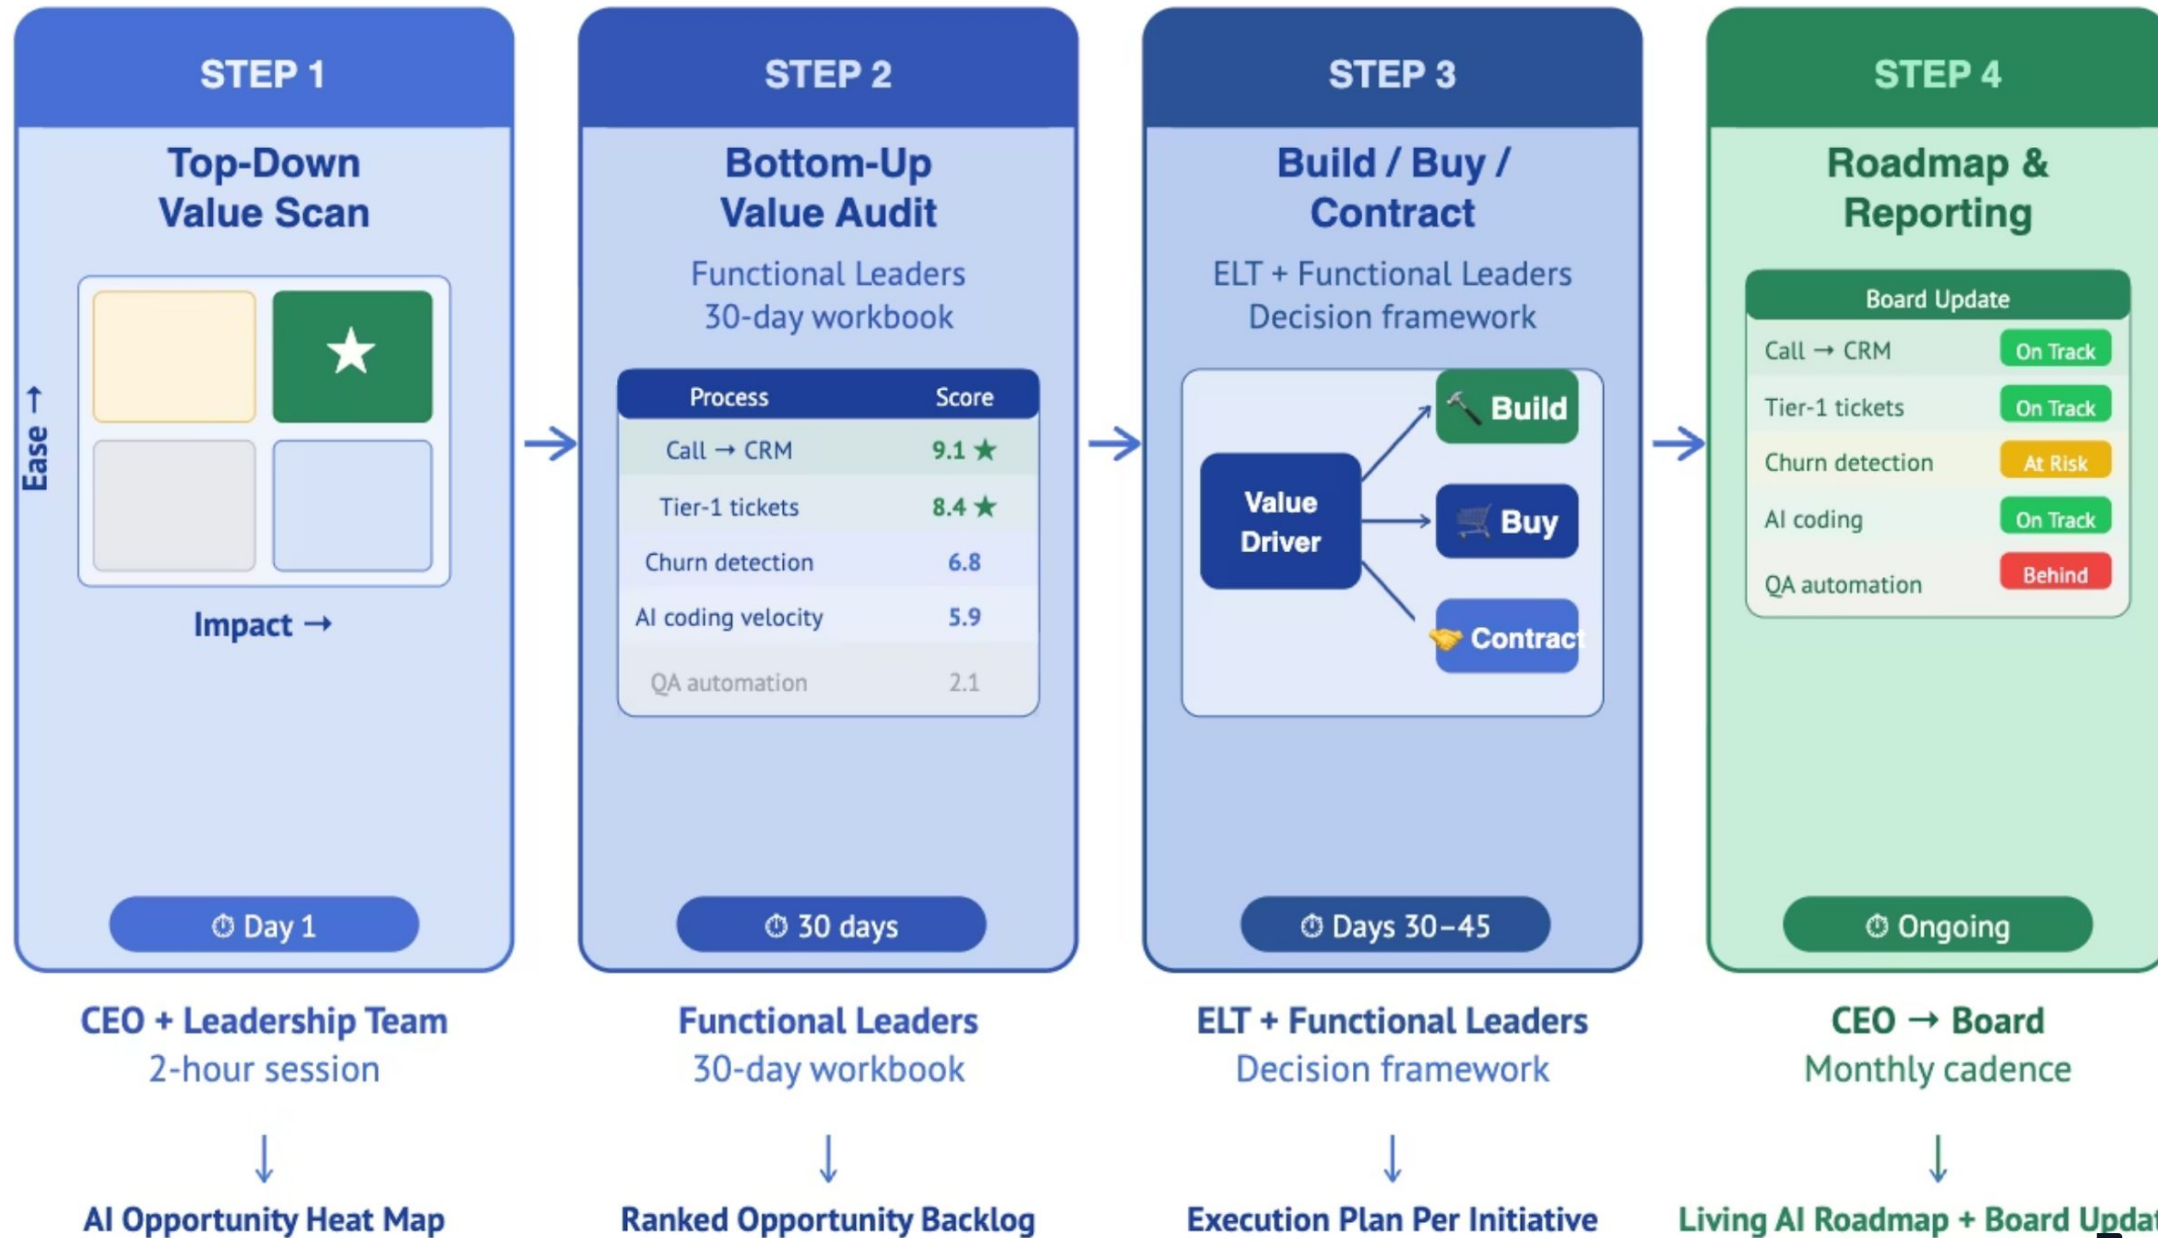 STEP 1
Top-Down
Value Scan
Ease →
★
Impact →
⏱ Day 1
CEO + Leadership Team
2-hour session
↓
AI Opportunity Heat Map
→
STEP 2
Bottom-Up
Value Audit
Functional Leaders
30-day workbook
Process Score
Call → CRM 9.1 ★
Tier-1 tickets 8.4 ★
Churn detection 6.8
AI coding velocity 5.9
QA automation 2.1
⏱ 30 days
Functional Leaders
30-day workbook
↓
Ranked Opportunity Backlog
→
STEP 3
Build / Buy /
Contract
ELT + Functional Leaders
Decision framework
Value
Driver
🔨 Build
🛒 Buy
🤝 Contract
⏱ Days 30–45
ELT + Functional Leaders
Decision framework
↓
Execution Plan Per Initiative
→
STEP 4
Roadmap &
Reporting
Board Update
Call → CRM On Track
Tier-1 tickets On Track
Churn detection At Risk
AI coding On Track
QA automation Behind
⏱ Ongoing
CEO → Board
Monthly cadence
↓
Living AI Roadmap + Board Updat